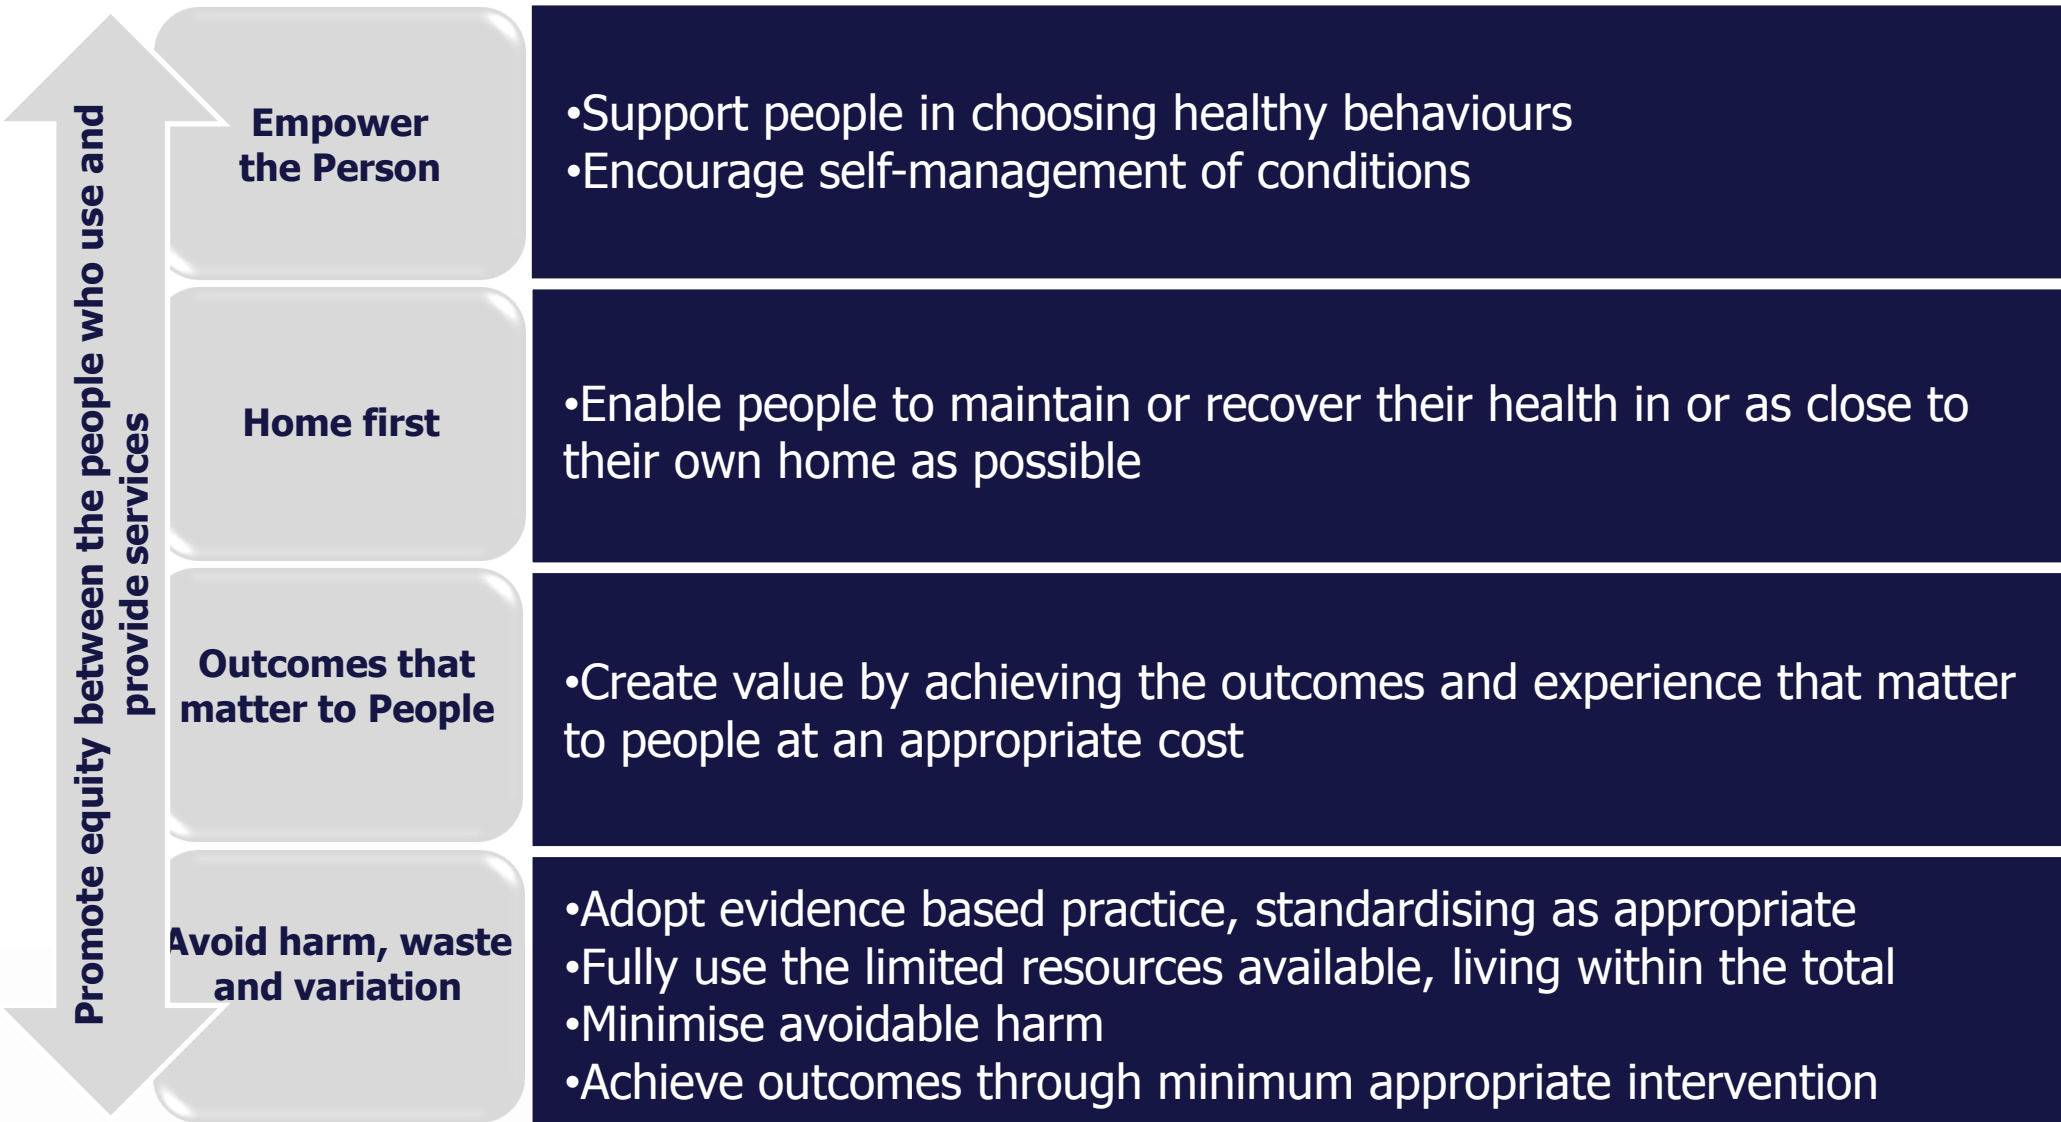 Promote equity between the people who use and
provide services
Empower
the Person
•Support people in choosing healthy behaviours
•Encourage self-management of conditions
Home first
•Enable people to maintain or recover their health in or as close to
their own home as possible
Outcomes that
matter to People
•Create value by achieving the outcomes and experience that matter
to people at an appropriate cost
Avoid harm, waste
and variation
•Adopt evidence based practice, standardising as appropriate
•Fully use the limited resources available, living within the total
•Minimise avoidable harm
•Achieve outcomes through minimum appropriate intervention